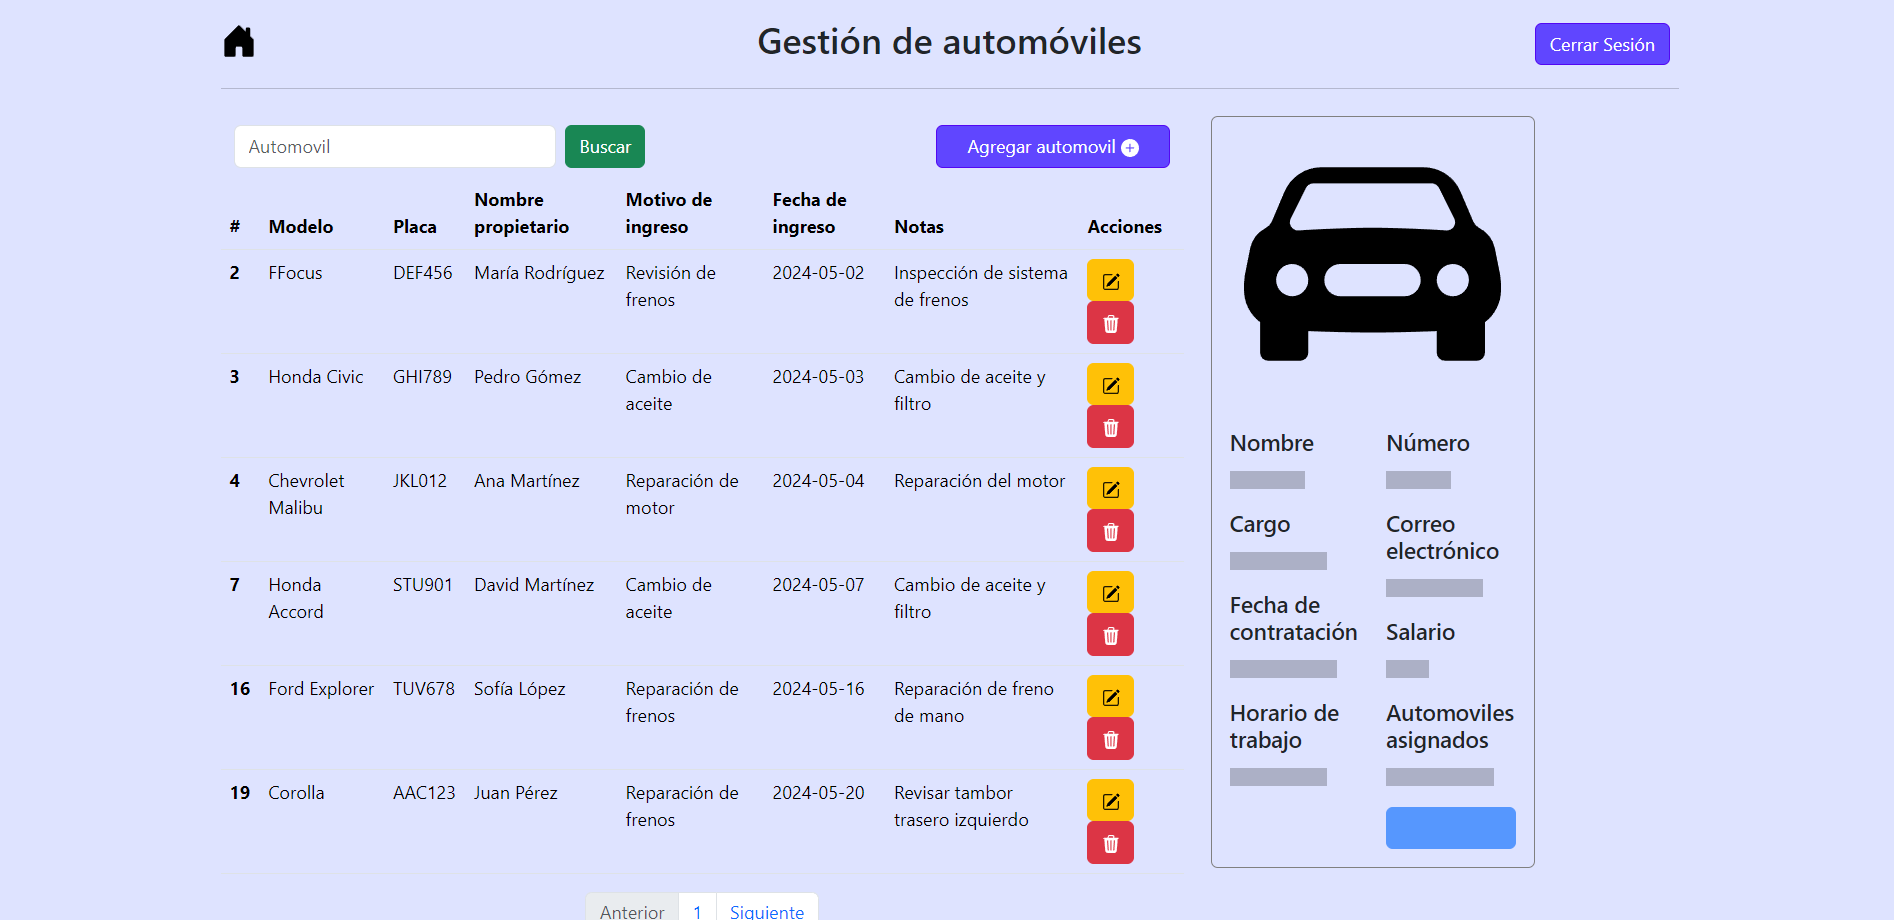 Gestión de automóviles
Cerrar Sesión
Automovil
Buscar
Agregar automovil
# Modelo Placa Nombre propietario Motivo de ingreso Fecha de ingreso Notas Acciones
2 FFocus DEF456 María Rodríguez Revisión de frenos 2024-05-02 Inspección de sistema de frenos
3 Honda Civic GHI789 Pedro Gómez Cambio de aceite 2024-05-03 Cambio de aceite y filtro
4 Chevrolet Malibu JKL012 Ana Martínez Reparación de motor 2024-05-04 Reparación del motor
7 Honda Accord STU901 David Martínez Cambio de aceite 2024-05-07 Cambio de aceite y filtro
16 Ford Explorer TUV678 Sofía López Reparación de frenos 2024-05-16 Reparación de freno de mano
19 Corolla AAC123 Juan Pérez Reparación de frenos 2024-05-20 Revisar tambor trasero izquierdo
Anterior 1 Siguiente
Nombre
Número
Cargo
Correo
electrónico
Fecha de
contratación
Salario
Horario de
trabajo
Automoviles
asignados